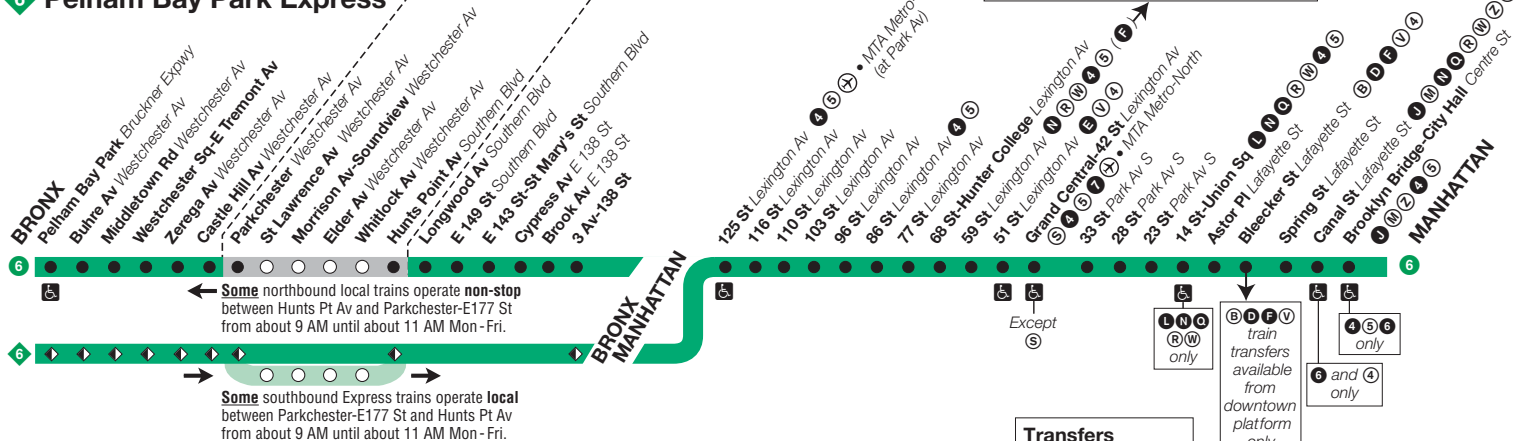 6 Pelham Bay Park Express
BRONX
Pelham Bay Park Bruckner Expwy
Buhre Av Westchester Av
Middletown Rd Westchester Av
Westchester Sq-E Tremont Av
Zerega Av Westchester Av
Castle Hill Av Westchester Av
Parkchester Westchester Av
St Lawrence Av Westchester Av
Morrison Av-Soundview Westchester Av
Elder Av Westchester Av
Whitlock Av Westchester Av
Hunts Point Av Southern Blvd
Longwood Av Southern Blvd
E 149 St Southern Blvd
E 143 St-St Mary's St Southern Blvd
Cypress Av E 138 St
Brook Av E 138 St
3 Av-138 St
125 St Lexington Av 4 5 • MTA Metro-
(at Park Av)
116 St Lexington Av
110 St Lexington Av
103 St Lexington Av
96 St Lexington Av
86 St Lexington Av 4 5
77 St Lexington Av
68 St-Hunter College Lexington Av
59 St Lexington Av N R W 4 5 (F)
51 St Lexington Av E V 4
Grand Central-42 St Lexington Av
S 4 5 7 • MTA Metro-North
33 St Park Av S
28 St Park Av S
23 St Park Av S
14 St-Union Sq L N Q R W 4 5
Astor Pl Lafayette St
Bleecker St Lafayette St B D F V 4
Spring St Lafayette St
Canal St Lafayette St J M N Q R W Z
Brooklyn Bridge-City Hall Centre St
J M Z 4 5
MANHATTAN
6
6
Some northbound local trains operate non-stop
between Hunts Pt Av and Parkchester-E177 St
from about 9 AM until about 11 AM Mon-Fri.
BRONX
MANHATTAN
Except
S
L N Q
R W
only
B D F V
train
transfers
available
from
downtown
platform
only
6 and 4
only
4 5 6
only
6
Some southbound Express trains operate local
between Parkchester-E177 St and Hunts Pt Av
from about 9 AM until about 11 AM Mon-Fri.
Transfers